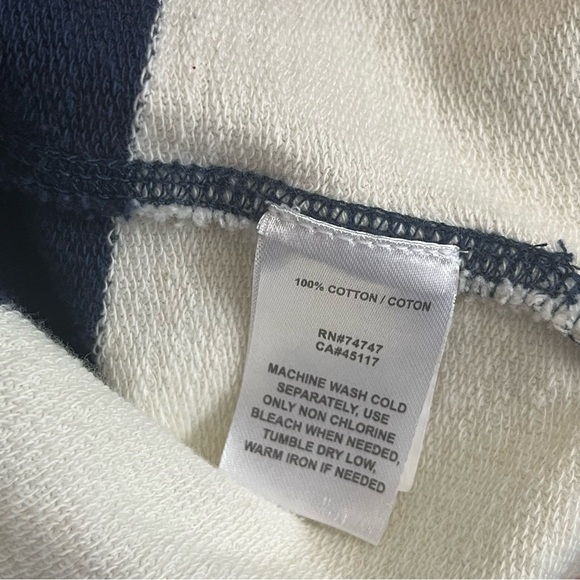 100% COTTON / COTON
RN#74747
CA#45117
MACHINE WASH COLD
SEPARATELY, USE
ONLY NON CHLORINE
BLEACH WHEN NEEDED,
TUMBLE DRY LOW,
WARM IRON IF NEEDED